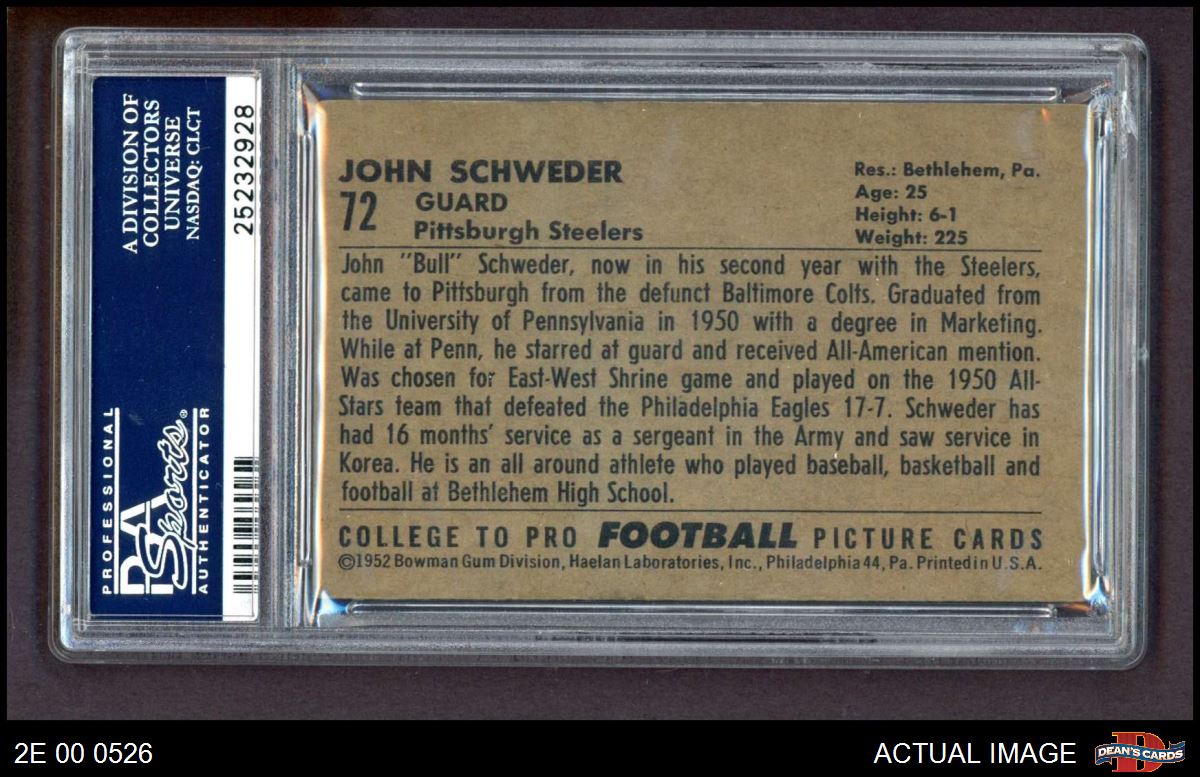 A DIVISION OF
COLLECTORS
UNIVERSE
NASDAQ: CLCT
25232928
PROFESSIONAL
PSA
Sports®
AUTHENTICATOR
JOHN SCHWEDER
72
GUARD
Pittsburgh Steelers
Res.: Bethlehem, Pa.
Age: 25
Height: 6-1
Weight: 225
John "Bull" Schweder, now in his second year with the Steelers,
came to Pittsburgh from the defunct Baltimore Colts. Graduated from
the University of Pennsylvania in 1950 with a degree in Marketing.
While at Penn, he starred at guard and received All-American mention.
Was chosen for East-West Shrine game and played on the 1950 All-
Stars team that defeated the Philadelphia Eagles 17-7. Schweder has
had 16 months' service as a sergeant in the Army and saw service in
Korea. He is an all around athlete who played baseball, basketball and
football at Bethlehem High School.
COLLEGE TO PRO FOOTBALL PICTURE CARDS
©1952 Bowman Gum Division, Haelan Laboratories, Inc., Philadelphia 44, Pa. Printed in U.S.A.
2E 00 0526
ACTUAL IMAGE
DEAN'S CARDS